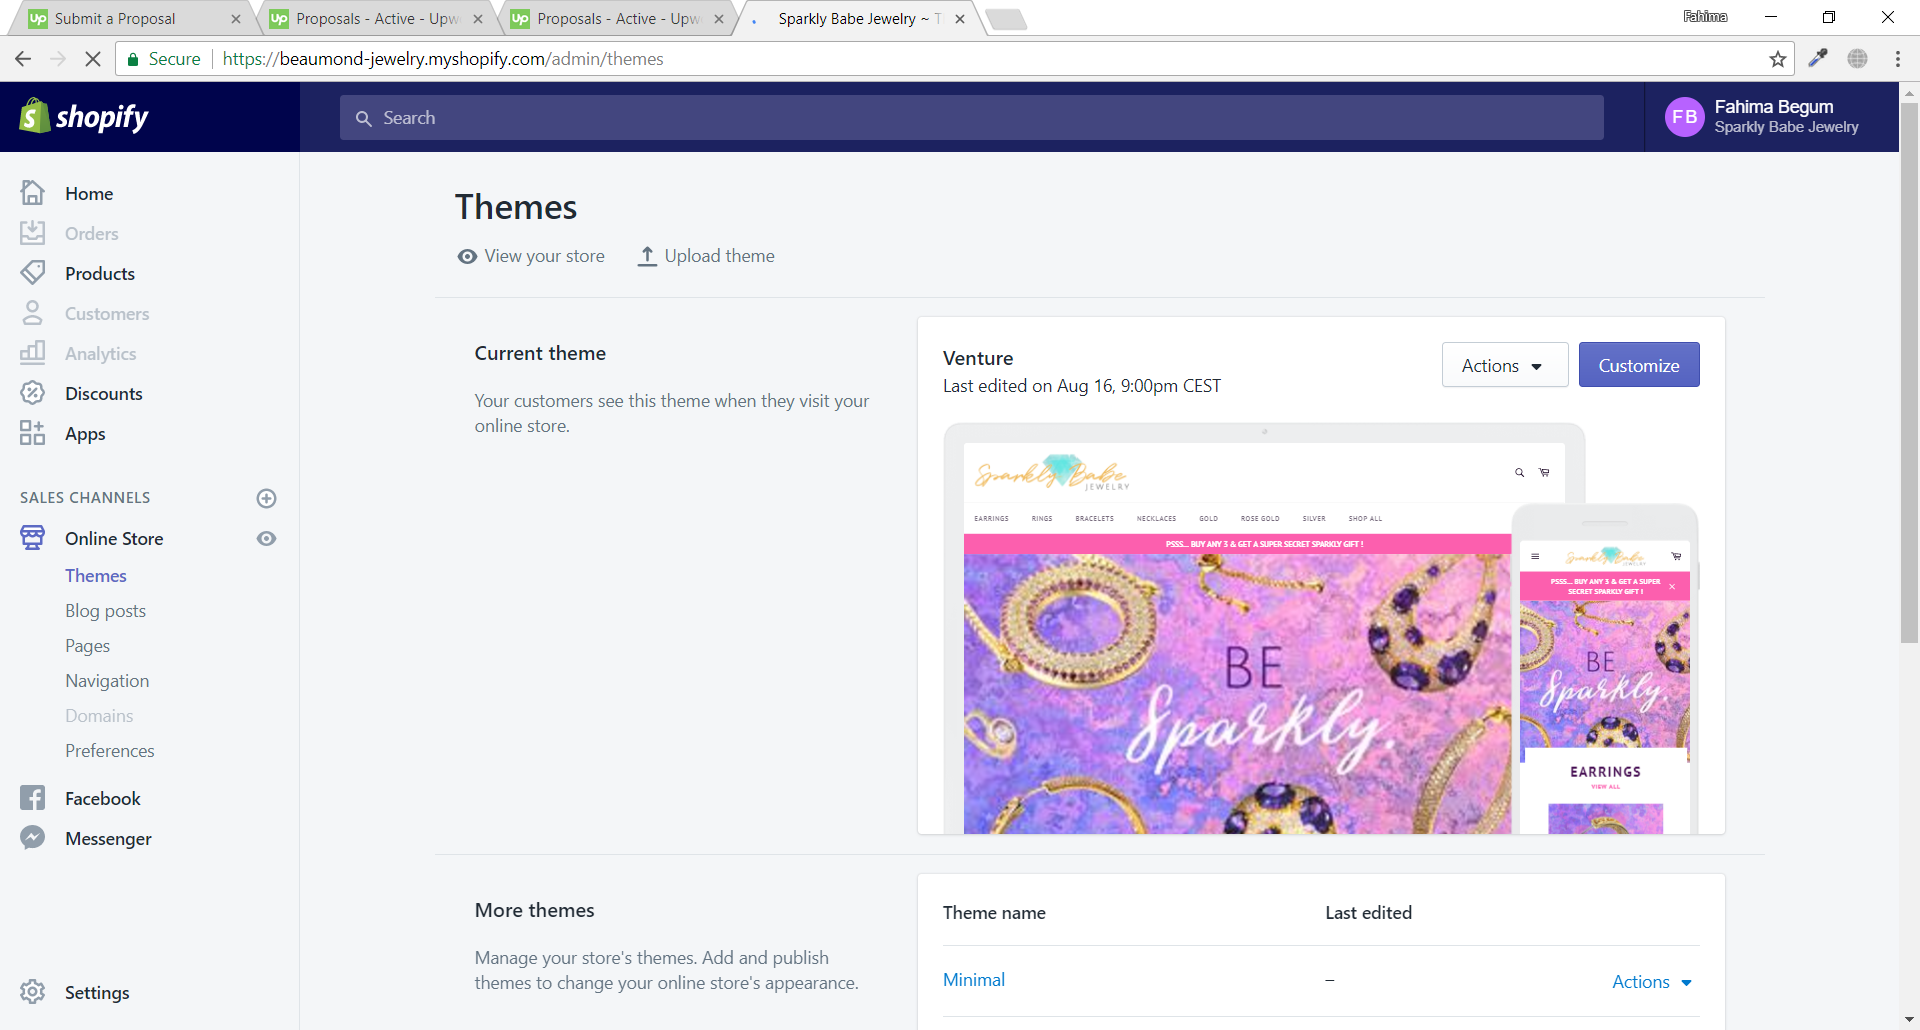 Submit a Proposal
Proposals - Active - Upw
Proposals - Active - Upw
Sparkly Babe Jewelry ~ T
Fahima
Secure
https://beaumond-jewelry.myshopify.com/admin/themes
shopify
Search
FB
Fahima Begum
Sparkly Babe Jewelry
Home
Orders
Products
Customers
Analytics
Discounts
Apps
SALES CHANNELS
Online Store
Themes
Blog posts
Pages
Navigation
Domains
Preferences
Facebook
Messenger
Settings
Themes
View your store
Upload theme
Current theme
Your customers see this theme when they visit your
online store.
Venture
Last edited on Aug 16, 9:00pm CEST
Actions
Customize
Sparkly Babe
JEWELRY
EARRINGS RINGS BRACELETS NECKLACES GOLD ROSE GOLD SILVER SHOP ALL
PSSS... BUY ANY 3 & GET A SUPER SECRET SPARKLY GIFT !
BE
Sparkly.
Sparkly Babe
JEWELRY
PSSS... BUY ANY 3 & GET A SUPER
SECRET SPARKLY GIFT !
BE
Sparkly.
EARRINGS
VIEW ALL
More themes
Manage your store's themes. Add and publish
themes to change your online store's appearance.
Theme name
Last edited
Minimal
–
Actions